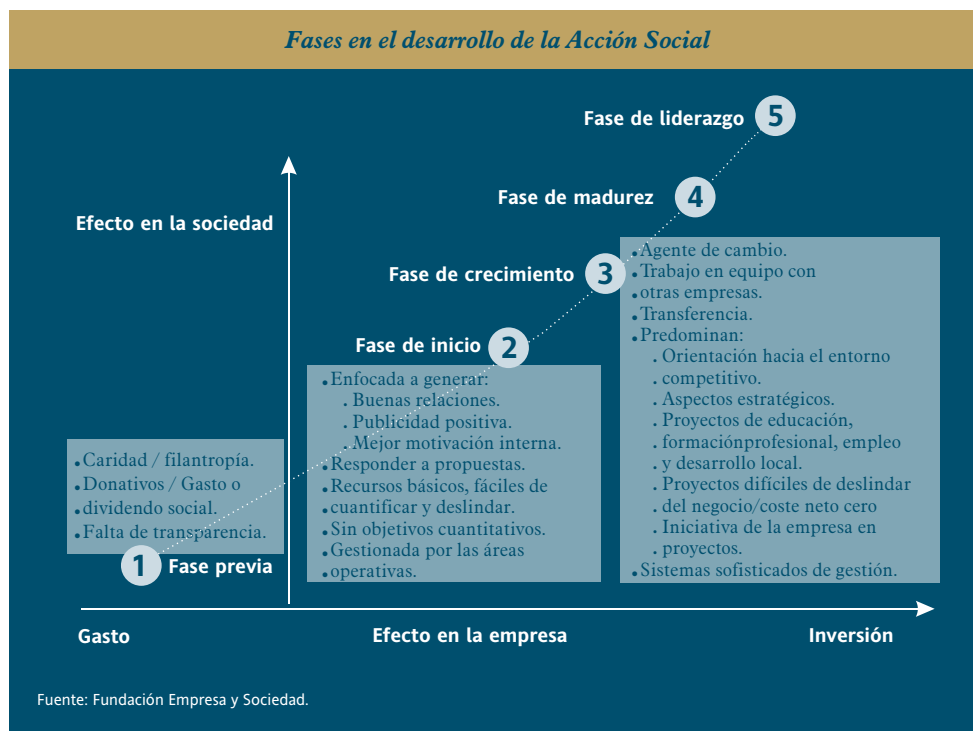 Fases en el desarrollo de la Acción Social
Fase de liderazgo 5
Fase de madurez 4
Efecto en la sociedad
Fase de crecimiento 3
Fase de inicio 2
.Caridad / filantropía.
.Donativos / Gasto o
.dividendo social.
.Falta de transparencia.
1 Fase previa
.Enfocada a generar:
. Buenas relaciones.
. Publicidad positiva.
. Mejor motivación interna.
.Responder a propuestas.
.Recursos básicos, fáciles de
.cuantificar y deslindar.
.Sin objetivos cuantitativos.
.Gestionada por las áreas
.operativas.
.Agente de cambio.
.Trabajo en equipo con
.otras empresas.
.Transferencia.
.Predominan:
. Orientación hacia el entorno
. competitivo.
. Aspectos estratégicos.
. Proyectos de educación,
. formaciónprofesional, empleo
. y desarrollo local.
. Proyectos difíciles de deslindar
. del negocio/coste neto cero
. Iniciativa de la empresa en
. proyectos.
.Sistemas sofisticados de gestión.
Gasto
Efecto en la empresa
Inversión
Fuente: Fundación Empresa y Sociedad.